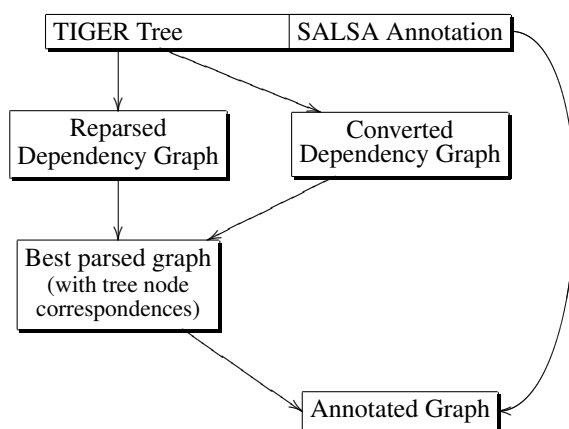 TIGER Tree
SALSA Annotation
Reparsed
Dependency Graph
Converted
Dependency Graph
Best parsed graph
(with tree node
correspondences)
Annotated Graph